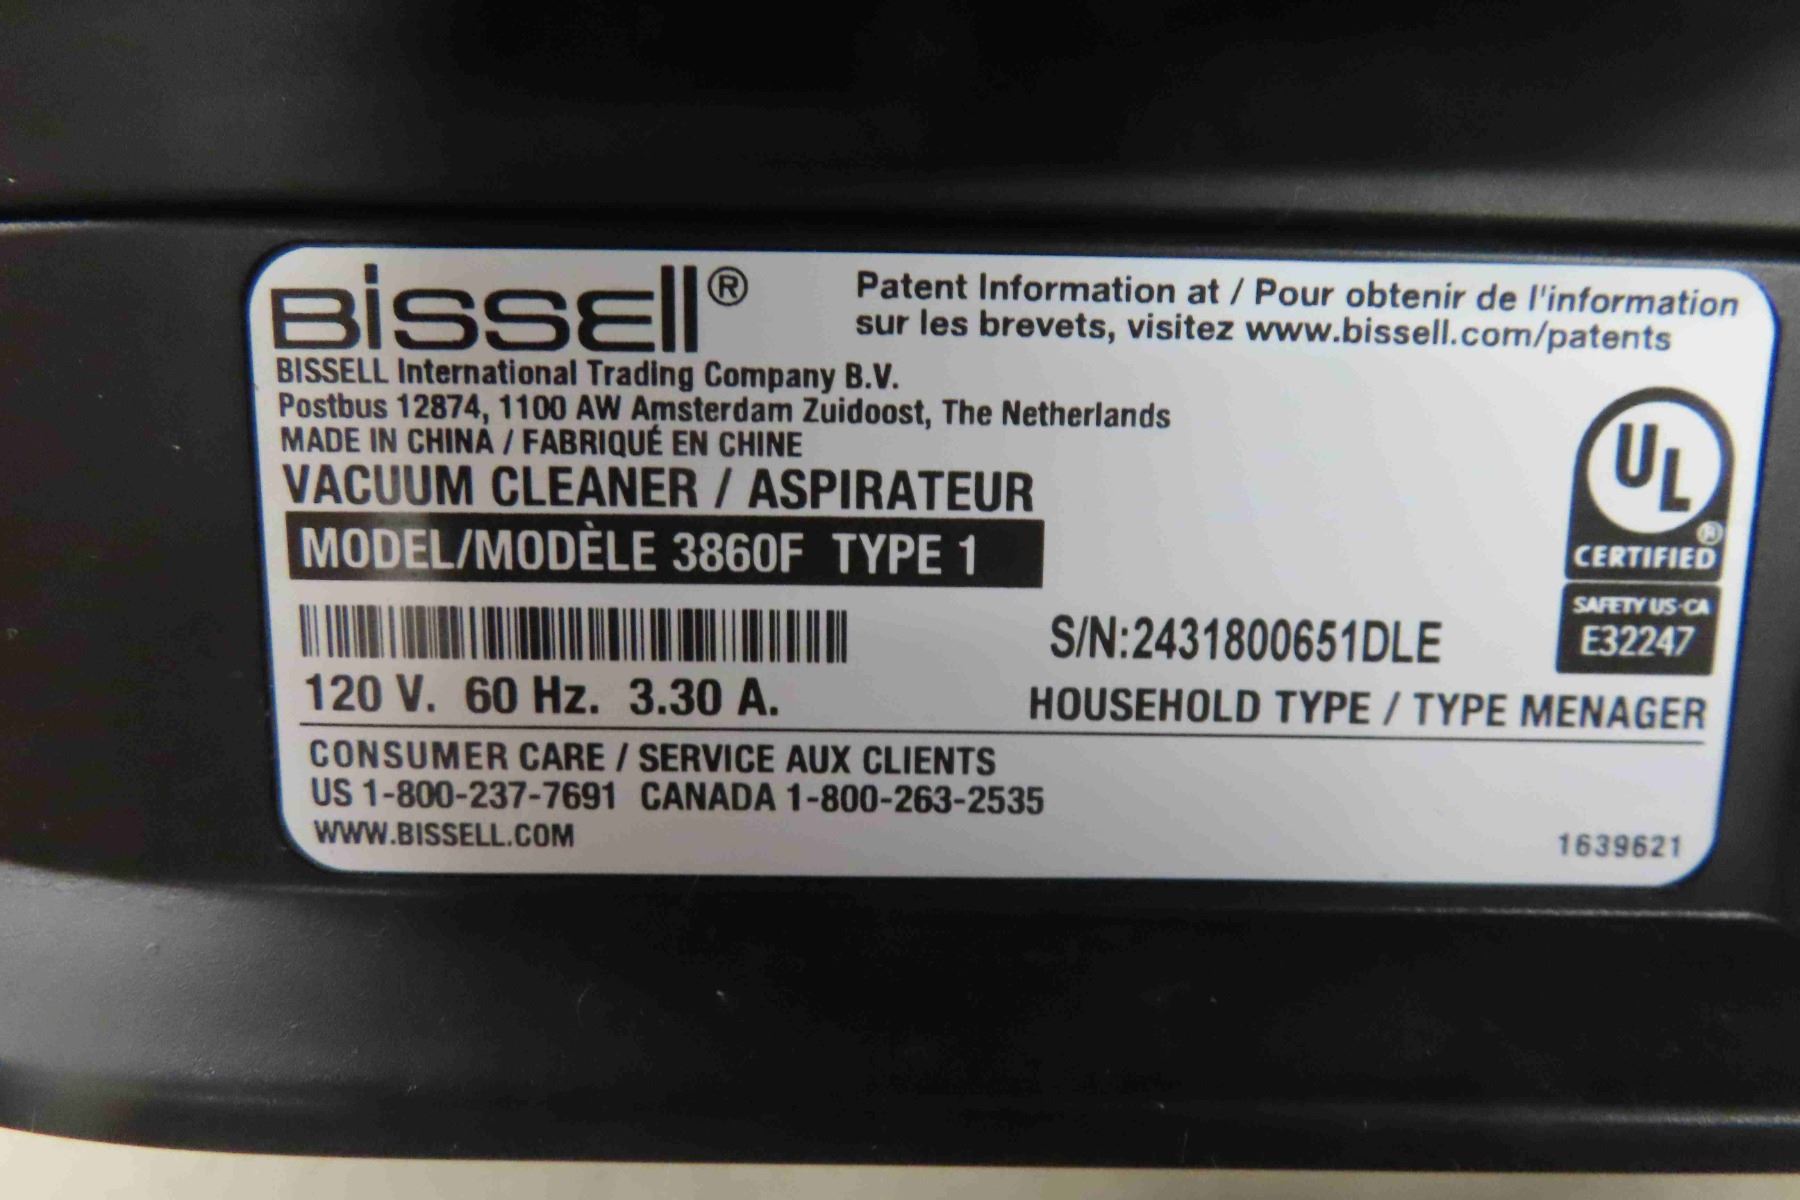 BISSELL®
Patent Information at / Pour obtenir de l'information
sur les brevets, visitez www.bissell.com/patents
BISSELL International Trading Company B.V.
Postbus 12874, 1100 AW Amsterdam Zuidoost, The Netherlands
MADE IN CHINA / FABRIQUÉ EN CHINE
VACUUM CLEANER / ASPIRATEUR
MODEL/MODÈLE 3860F TYPE 1
UL®
CERTIFIED
SAFETY US-CA
E32247
S/N:2431800651DLE
120 V. 60 Hz. 3.30 A.
HOUSEHOLD TYPE / TYPE MENAGER
CONSUMER CARE / SERVICE AUX CLIENTS
US 1-800-237-7691 CANADA 1-800-263-2535
WWW.BISSELL.COM
1639621